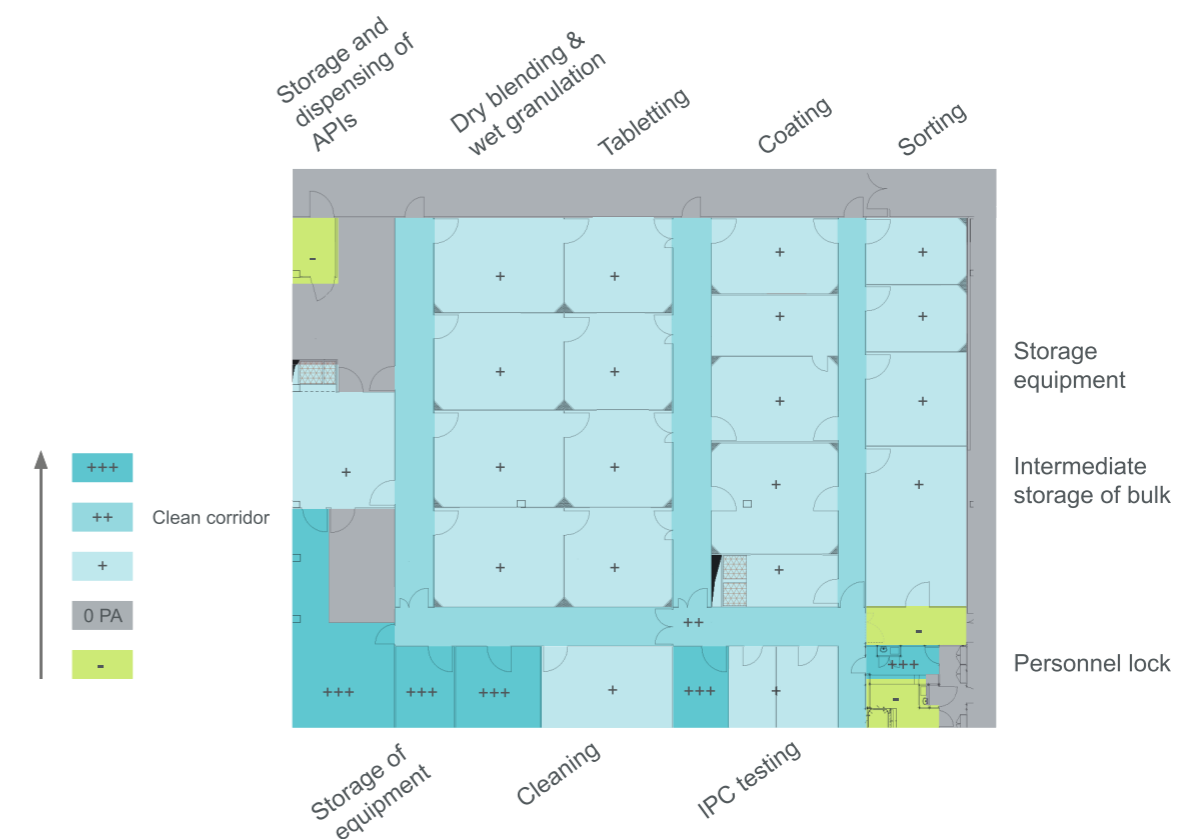 Storage and
dispensing of
APIs
Dry blending &
wet granulation
Tabletting
Coating
Sorting
-
+
+
+
+
+
+
+
+
Storage
equipment
+
+
+
+
+
+
+
+
+
+
Intermediate
storage of bulk
+
+
+
+++
++
Clean corridor
+
0 PA
-
+
+
+
++
-
+++
Personnel lock
+++
+++
+++
+
+++
+
-
Storage of
equipment
Cleaning
IPC testing